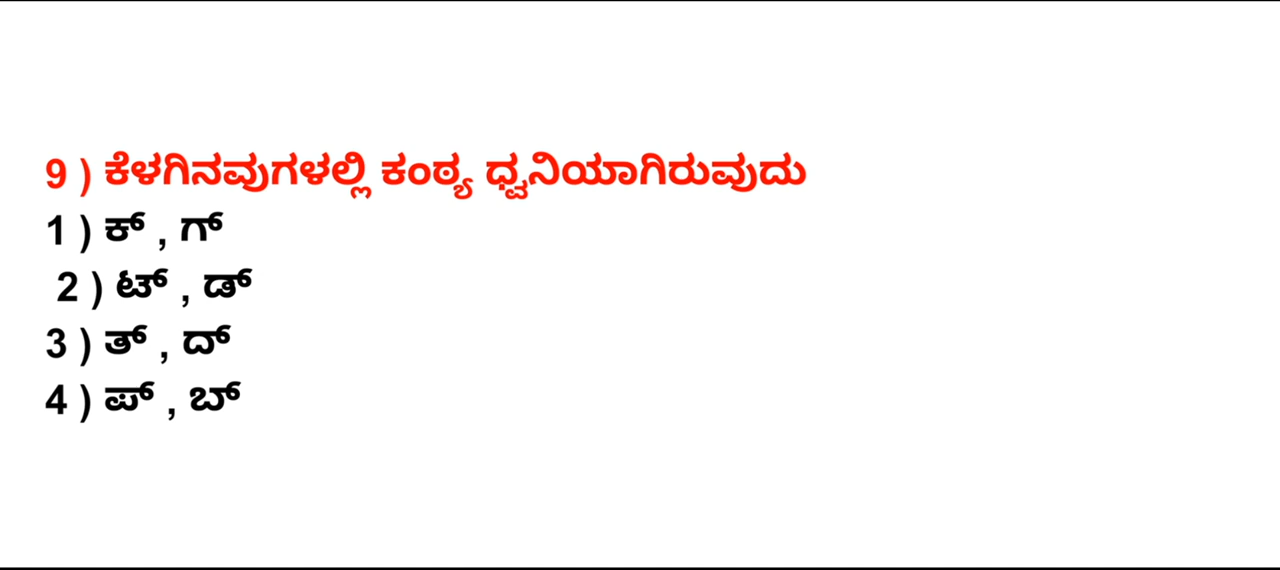 9 ) ಕೆಳಗಿನವುಗಳಲ್ಲಿ ಕಂಠ್ಯ ಧ್ವನಿಯಾಗಿರುವುದು
1 ) ಕ್ , ಗ್
2 ) ಟ್ , ಡ್
3 ) ತ್ , ದ್
4 ) ಪ್ , ಬ್